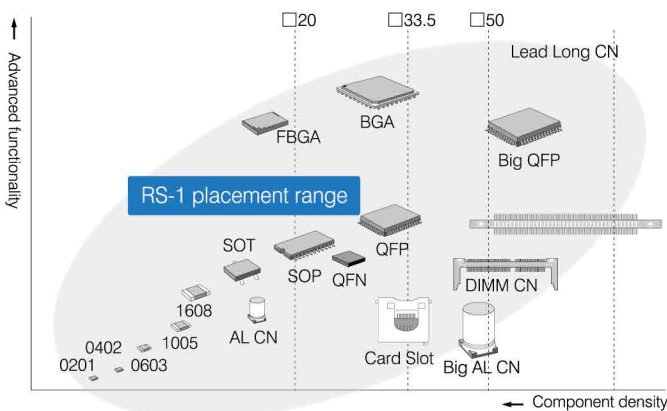 □20
□33.5
□50
Lead Long CN
Advanced functionality
FBGA
BGA
Big QFP
RS-1 placement range
SOT
SOP
QFN
QFP
DIMM CN
1608
1005
AL CN
Card Slot
Big AL CN
0402
0201
0603
Component density